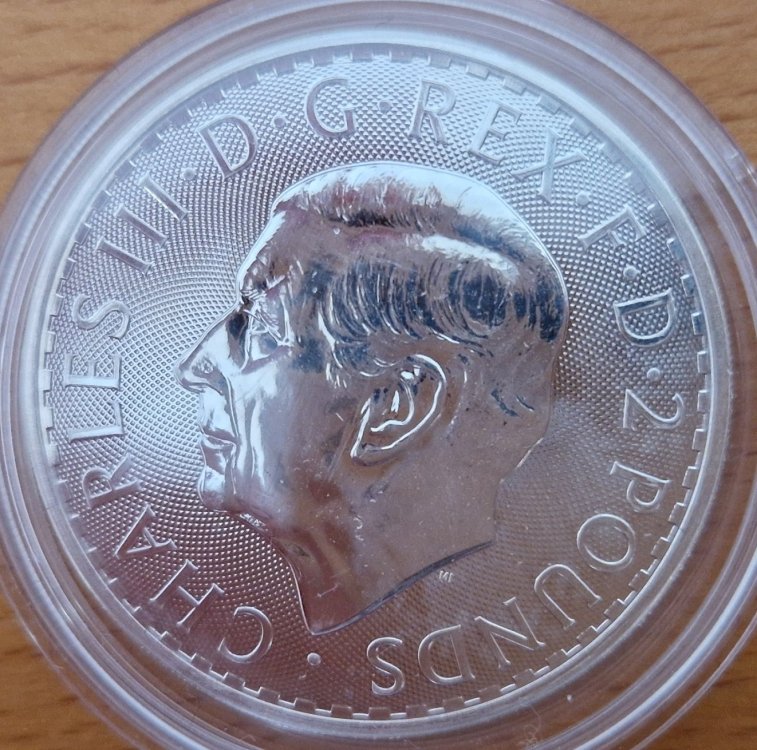 · CHARLES III · D · G · REX · F · D · 2 POUNDS